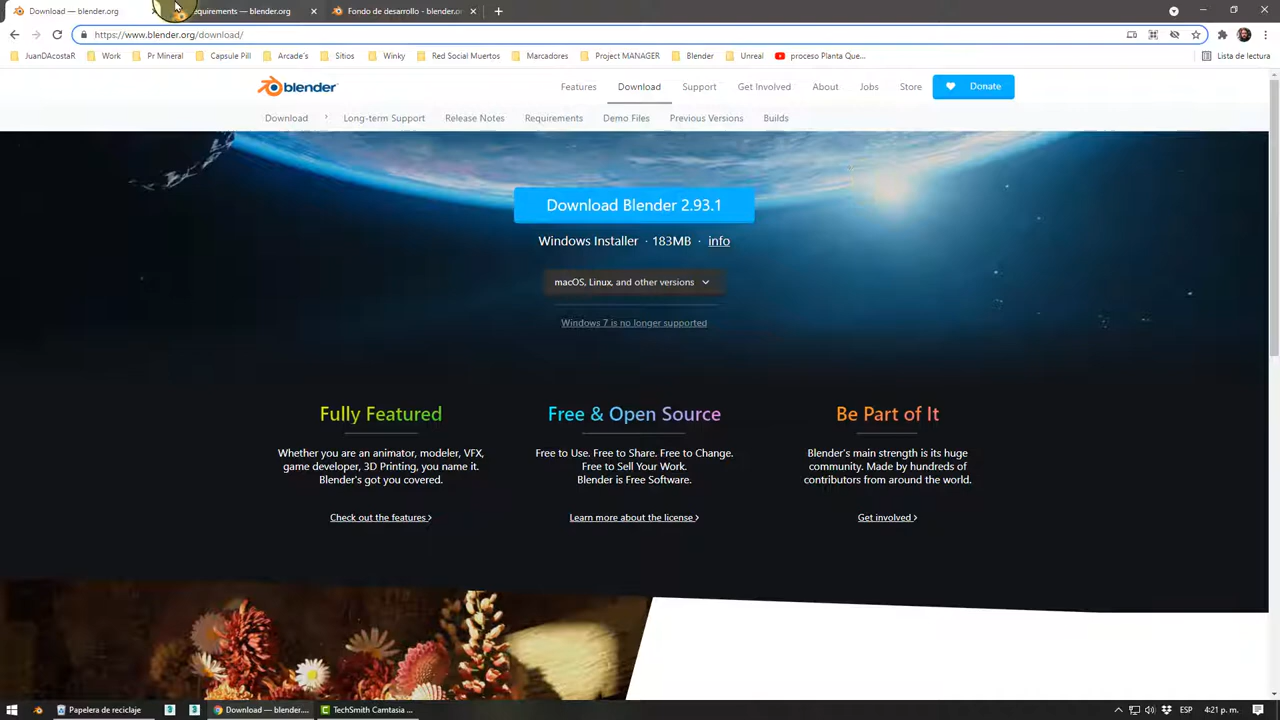 Download — blender.org
equirements — blender.org
Fondo de desarrollo - blender.or
https://www.blender.org/download/
JuanDAcostaR
Work
Pr Mineral
Capsule Pill
Arcade's
Sitios
Winky
Red Social Muertos
Marcadores
Project MANAGER
Blender
Unreal
proceso Planta Que...
Lista de lectura
blender
Features
Download
Support
Get Involved
About
Jobs
Store
Donate
Download
Long-term Support
Release Notes
Requirements
Demo Files
Previous Versions
Builds
Download Blender 2.93.1
Windows Installer · 183MB · info
macOS, Linux, and other versions
Windows 7 is no longer supported
Fully Featured
Whether you are an animator, modeler, VFX,
game developer, 3D Printing, you name it.
Blender's got you covered.
Check out the features
Free & Open Source
Free to Use. Free to Share. Free to Change.
Free to Sell Your Work.
Blender is Free Software.
Learn more about the license
Be Part of It
Blender's main strength is its huge
community. Made by hundreds of
contributors from around the world.
Get involved
Papelera de reciclaje
Download — blender....
TechSmith Camtasia ...
ESP
4:21 p. m.